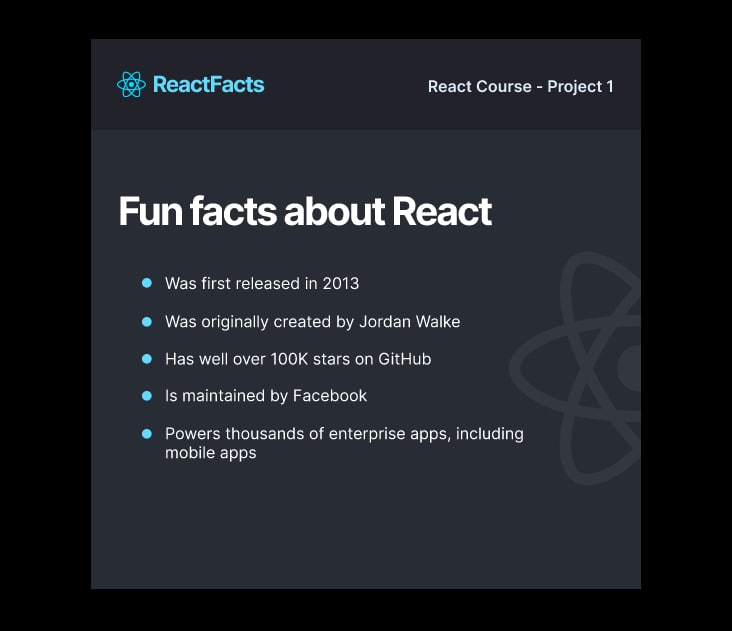 ReactFacts
React Course - Project 1
Fun facts about React
Was first released in 2013
Was originally created by Jordan Walke
Has well over 100K stars on GitHub
Is maintained by Facebook
Powers thousands of enterprise apps, including
mobile apps